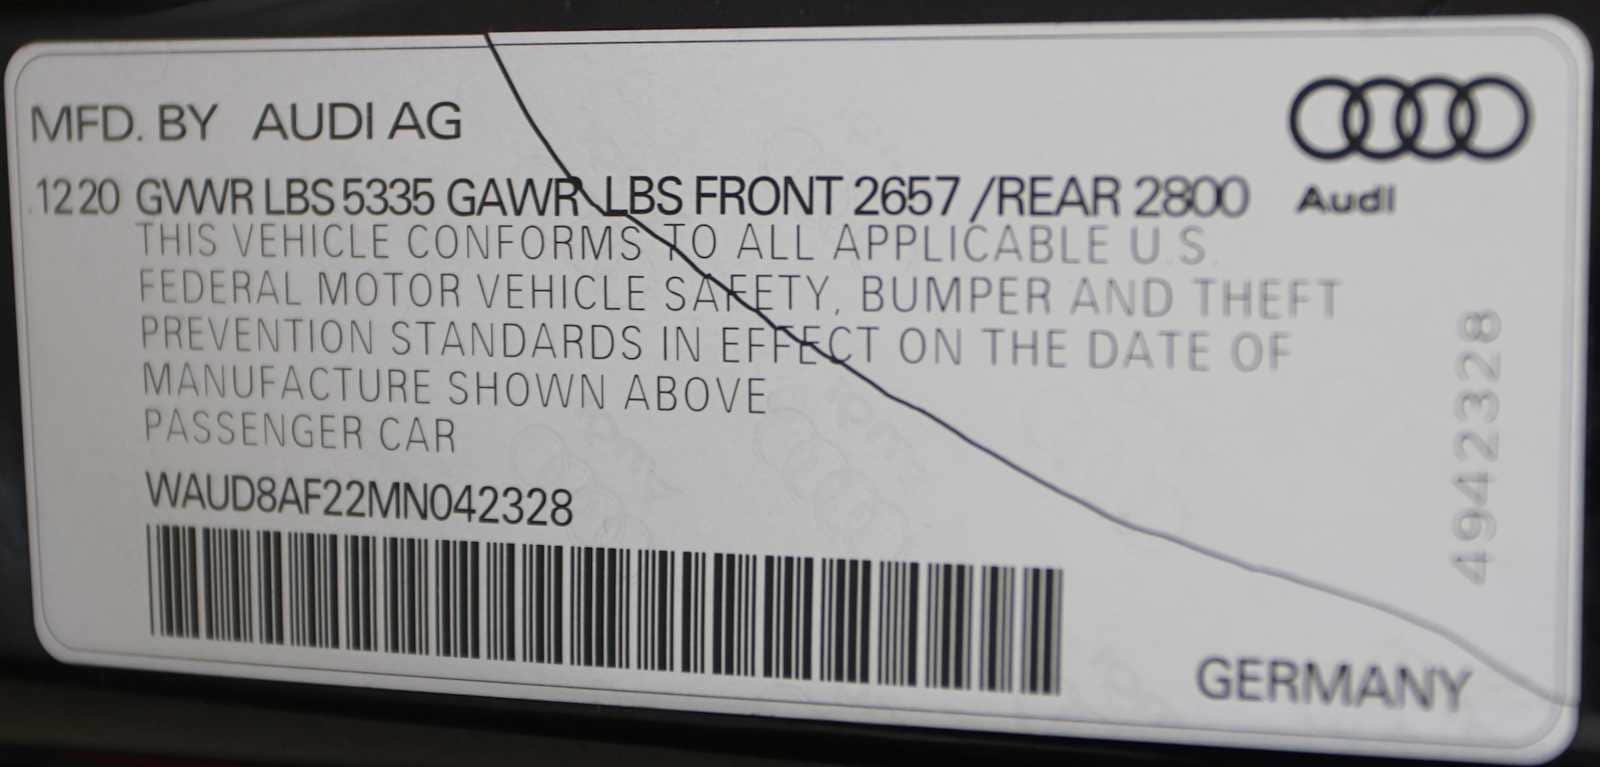 MFD. BY AUDI AG
1220 GVWR LBS 5335 GAWR LBS FRONT 2657 /REAR 2800
Audi
THIS VEHICLE CONFORMS TO ALL APPLICABLE U.S.
FEDERAL MOTOR VEHICLE SAFETY, BUMPER AND THEFT
PREVENTION STANDARDS IN EFFECT ON THE DATE OF
MANUFACTURE SHOWN ABOVE
PASSENGER CAR
WAUD8AF22MN042328
4942328
GERMANY